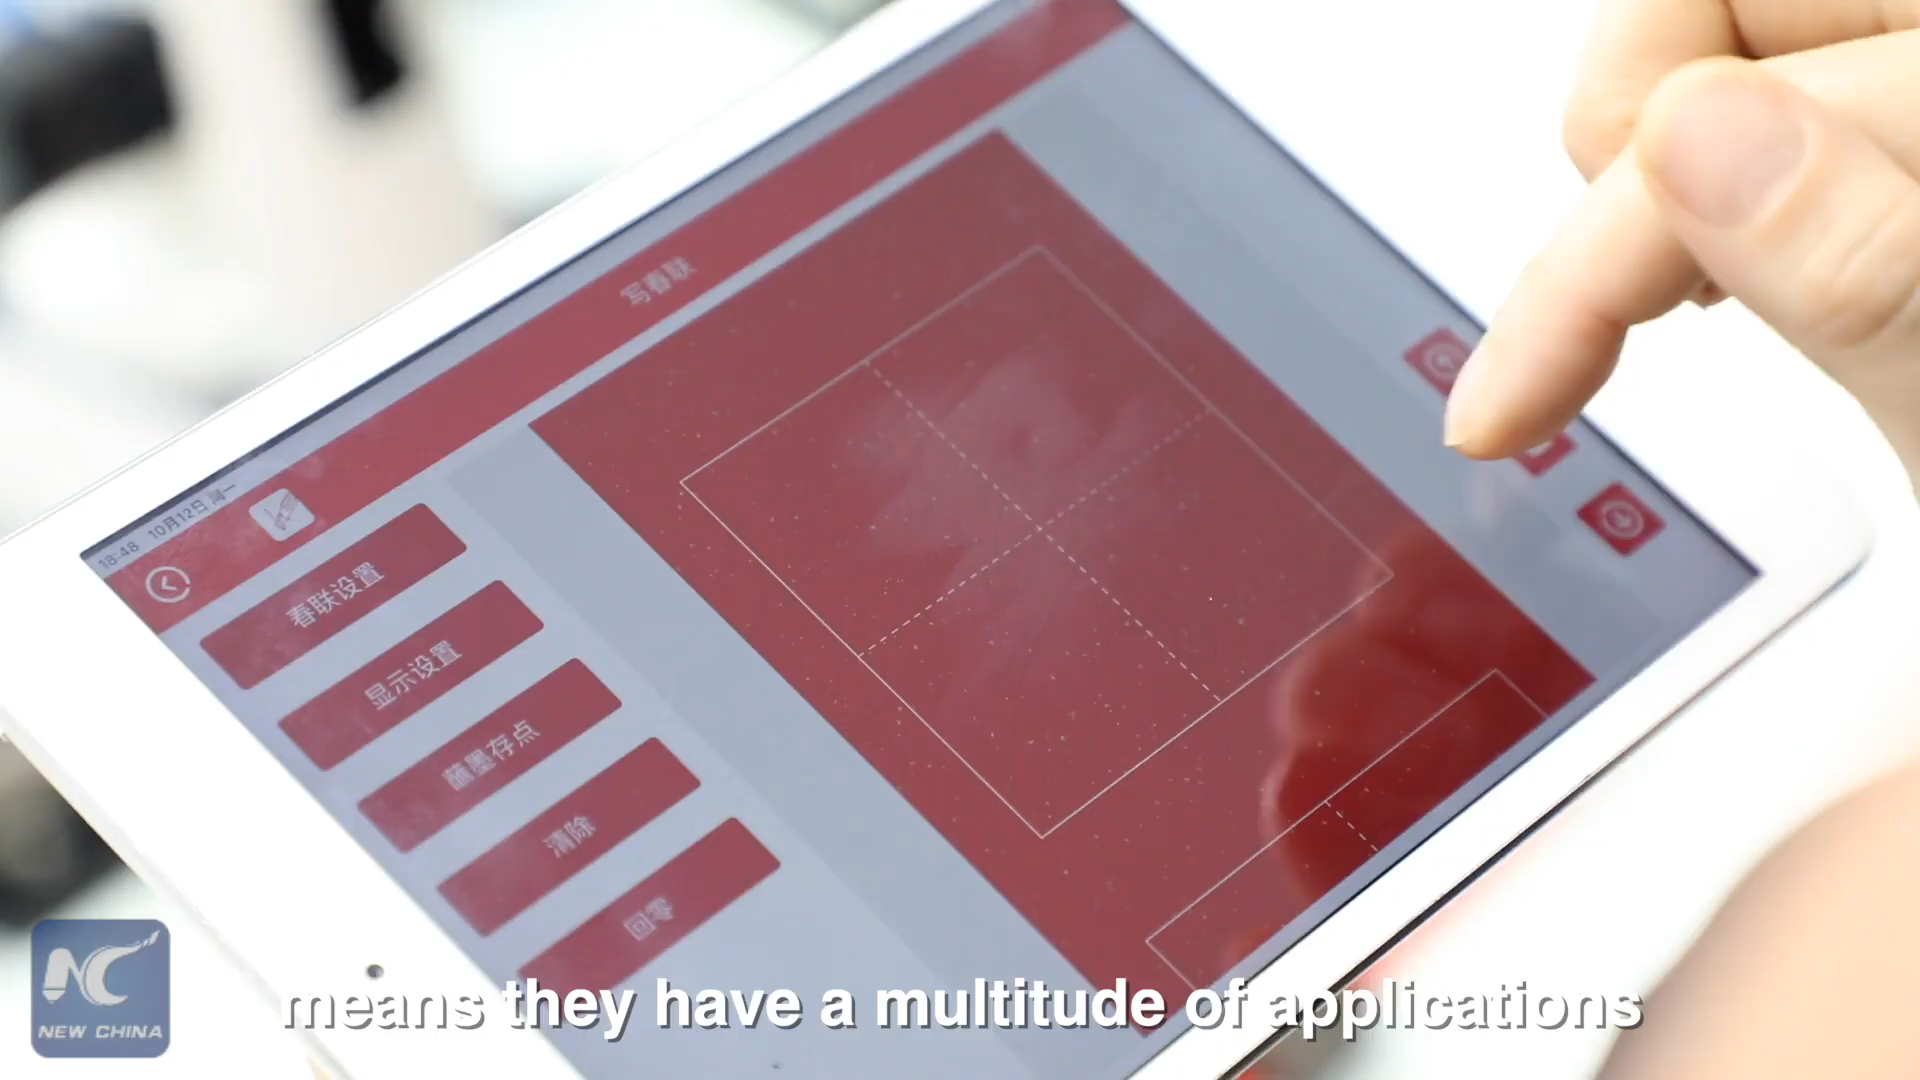 18:48 10月12日 周一
写春联
春联设置
显示设置
蘸墨存点
清除
回零
means they have a multitude of applications
NC
NEW CHINA